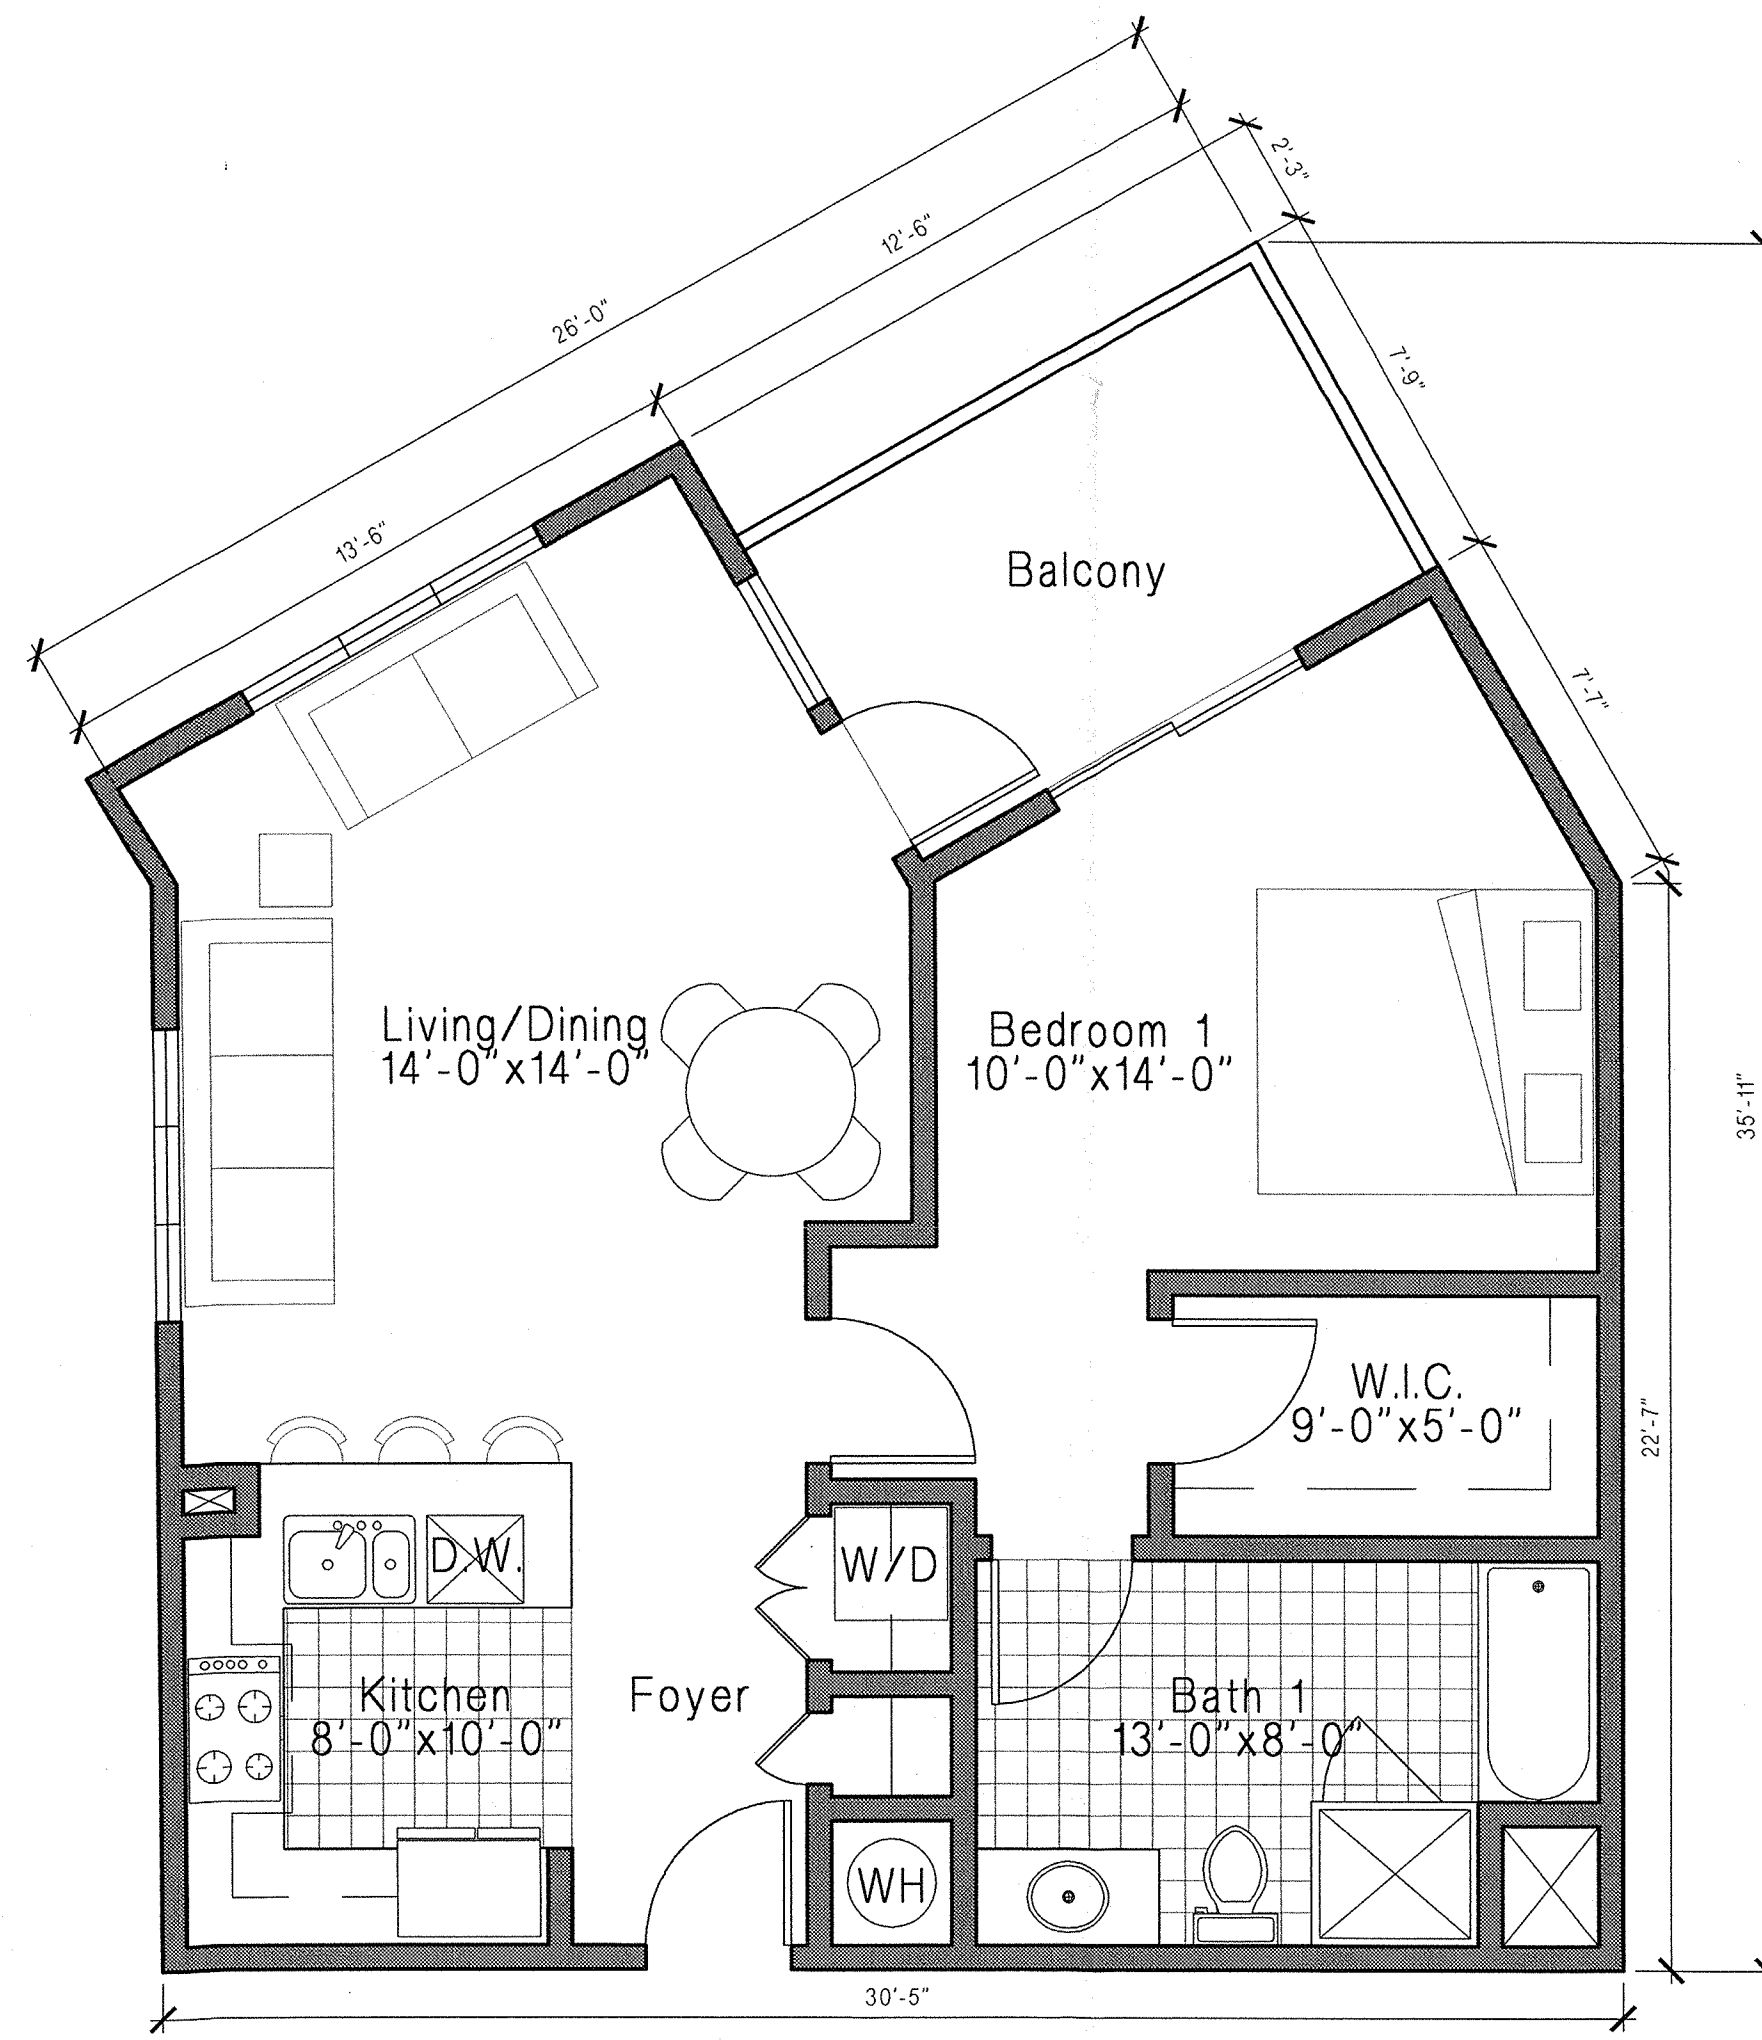 2'-3"
12'-6"
26'-0"
7'-9"
13'-6"
Balcony
7'-7"
Living/Dining
14'-0"x14'-0"
Bedroom 1
10'-0"x14'-0"
35'-11"
W.I.C.
9'-0"x5'-0"
22'-7"
D.W.
W/D
Kitchen
8'-0"x10'-0"
Foyer
Bath 1
13'-0"x8'-0"
WH
30'-5"